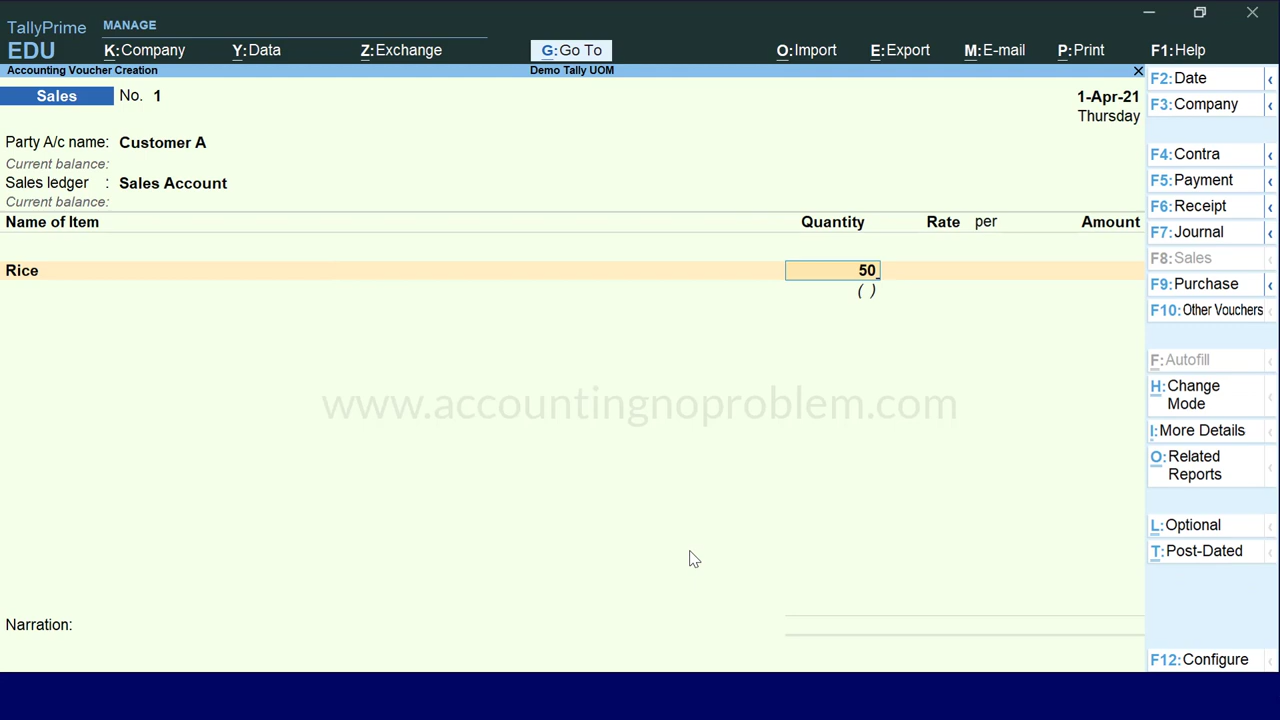 TallyPrime MANAGE
EDU K:Company Y:Data Z:Exchange G:Go To O:Import E:Export M:E-mail P:Print F1:Help
Accounting Voucher Creation Demo Tally UOM
Sales No. 1 1-Apr-21
Thursday
Party A/c name: Customer A
Current balance:
Sales ledger : Sales Account
Current balance:
Name of Item Quantity Rate per Amount
Rice 50
( )
www.accountingnoproblem.com
Narration:
F2:Date
F3:Company
F4:Contra
F5:Payment
F6:Receipt
F7:Journal
F8:Sales
F9:Purchase
F10:Other Vouchers
F:Autofill
H:Change
Mode
I:More Details
O:Related
Reports
L:Optional
T:Post-Dated
F12:Configure